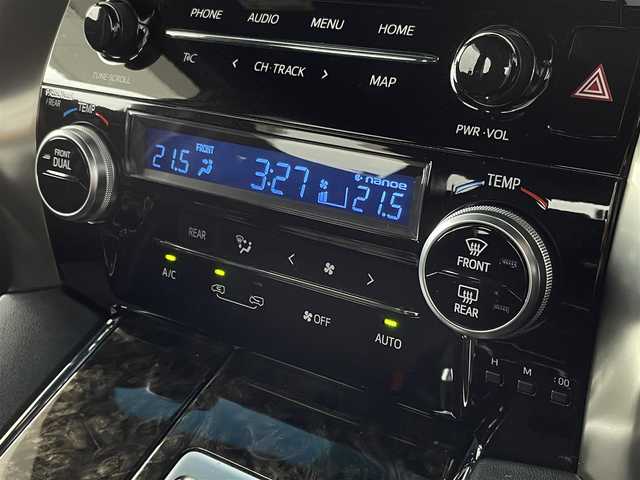 PHONE AUDIO MENU HOME
TUNE·SCROLL
CH·TRACK MAP
PWR·VOL
REAR
TEMP
FRONT
DUAL
FRONT
21.5 3:27 nanoe 21.5
TEMP
FRONT
REAR
REAR
A/C
OFF
AUTO
H M :00